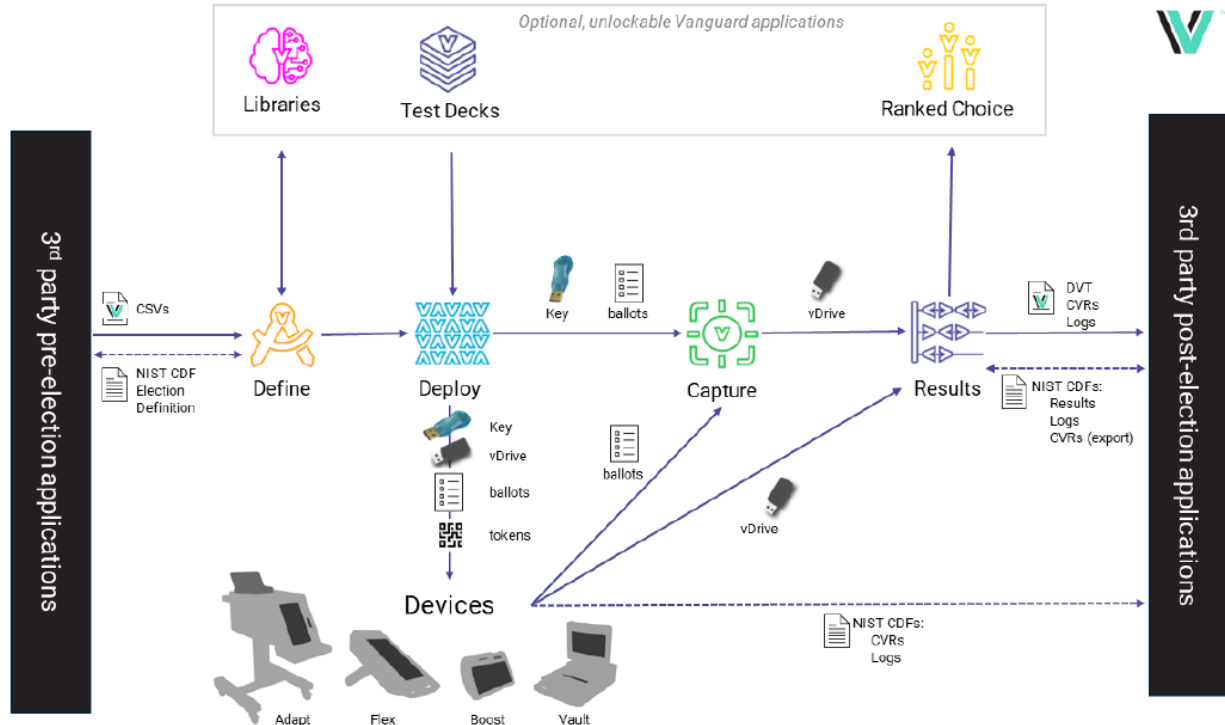 Optional, unlockable Vanguard applications
Libraries
Test Decks
Ranked Choice
3rd party pre-election applications
3rd party post-election applications
CSVs
NIST CDF
Election
Definition
Define
Deploy
Key
ballots
Capture
vDrive
Results
DVT
CVRs
Logs
NIST CDFs:
Results
Logs
CVRs (export)
Key
vDrive
ballots
tokens
ballots
vDrive
Devices
NIST CDFs:
CVRs
Logs
Adapt
Flex
Boost
Vault